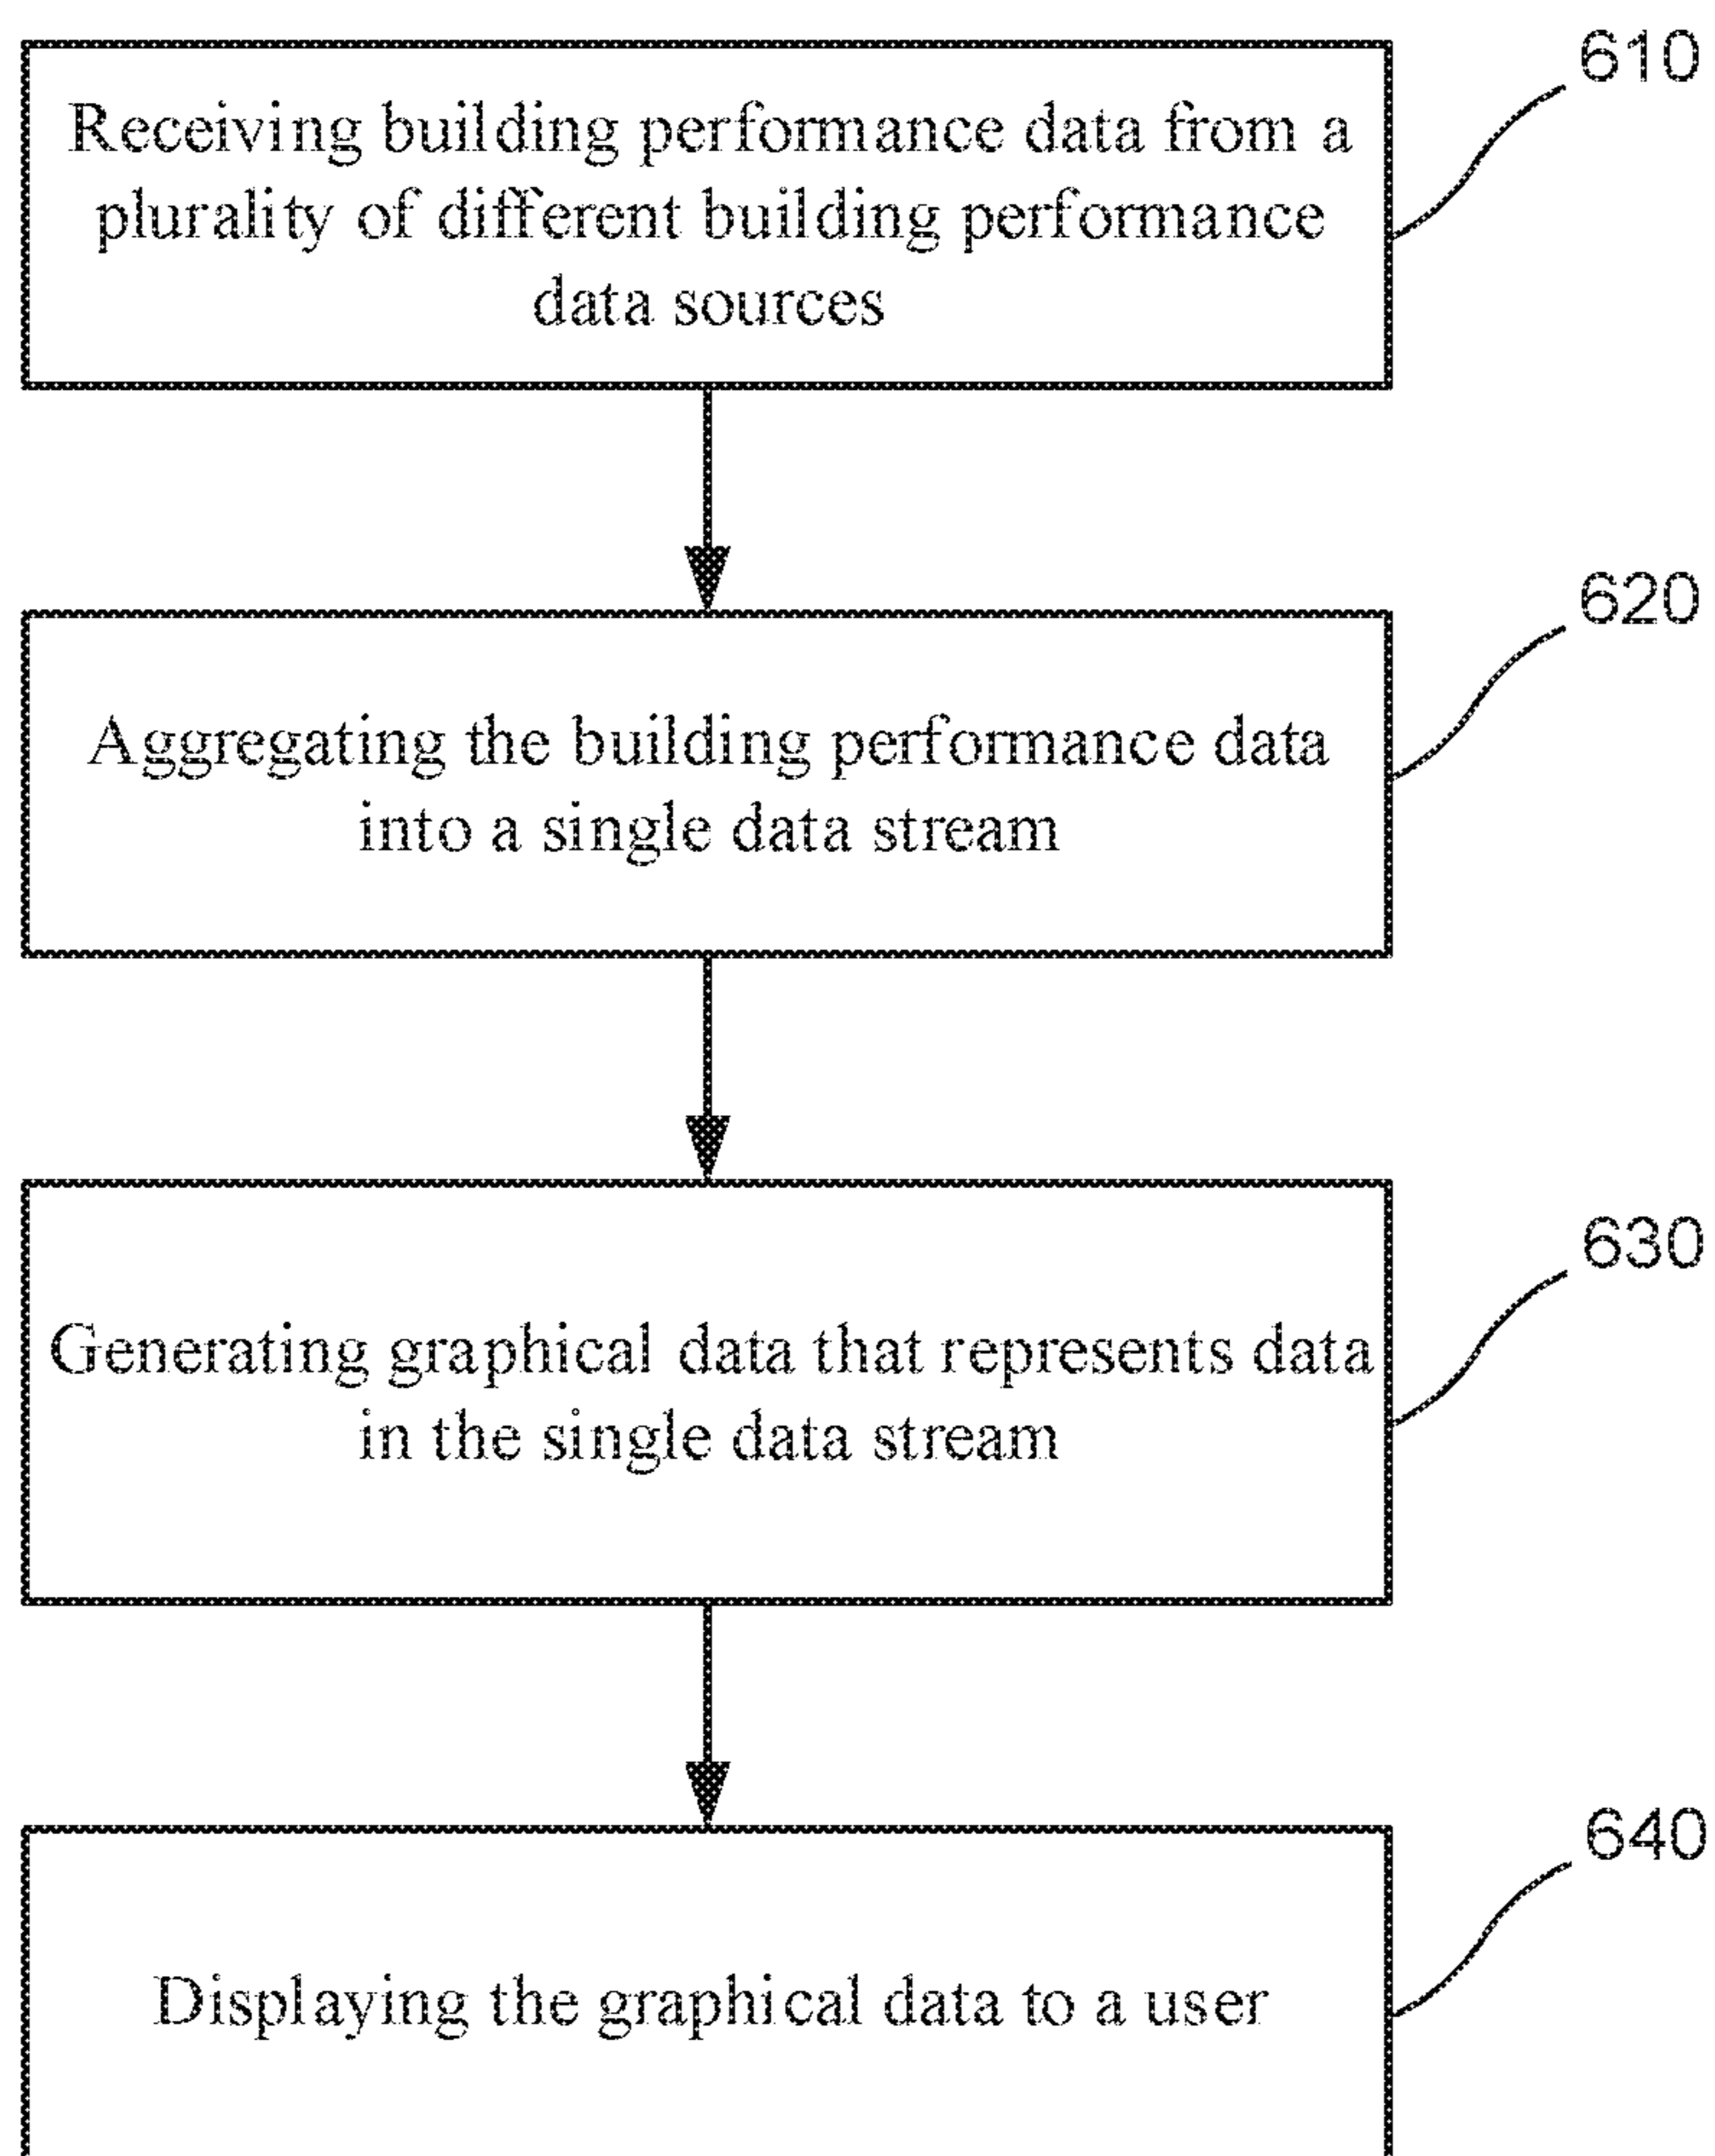 610
Receiving building performance data from a
plurality of different building performance
data sources
620
Aggregating the building performance data
into a single data stream
630
Generating graphical data that represents data
in the single data stream
640
Displaying the graphical data to a user